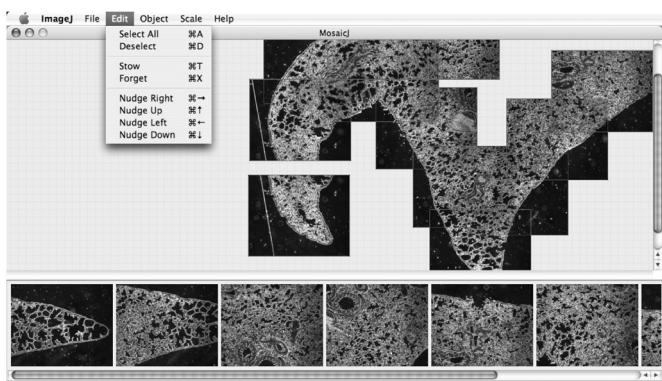 ImageJ File Edit Object Scale Help
MosaicJ
Select All ⌘A
Deselect ⌘D
Stow ⌘T
Forget ⌘X
Nudge Right ⌘→
Nudge Up ⌘↑
Nudge Left ⌘←
Nudge Down ⌘↓